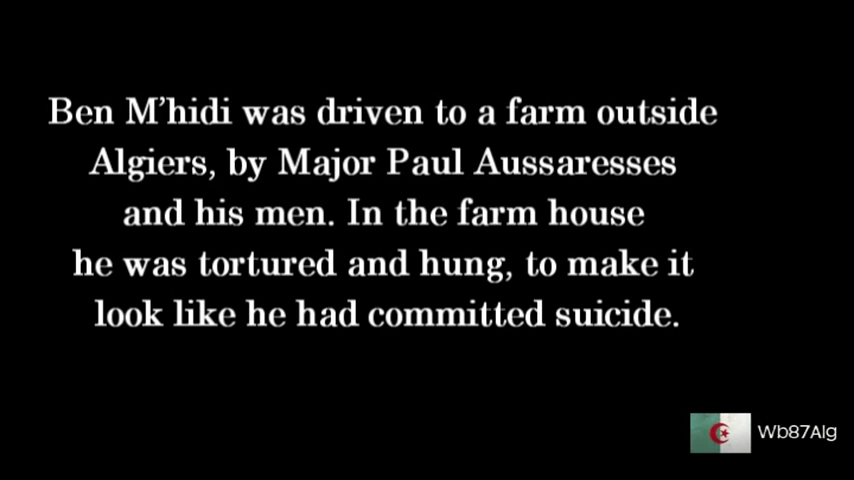 Ben M’hidi was driven to a farm outside
Algiers, by Major Paul Aussaresses
and his men. In the farm house
he was tortured and hung, to make it
look like he had committed suicide.
Wb87Alg